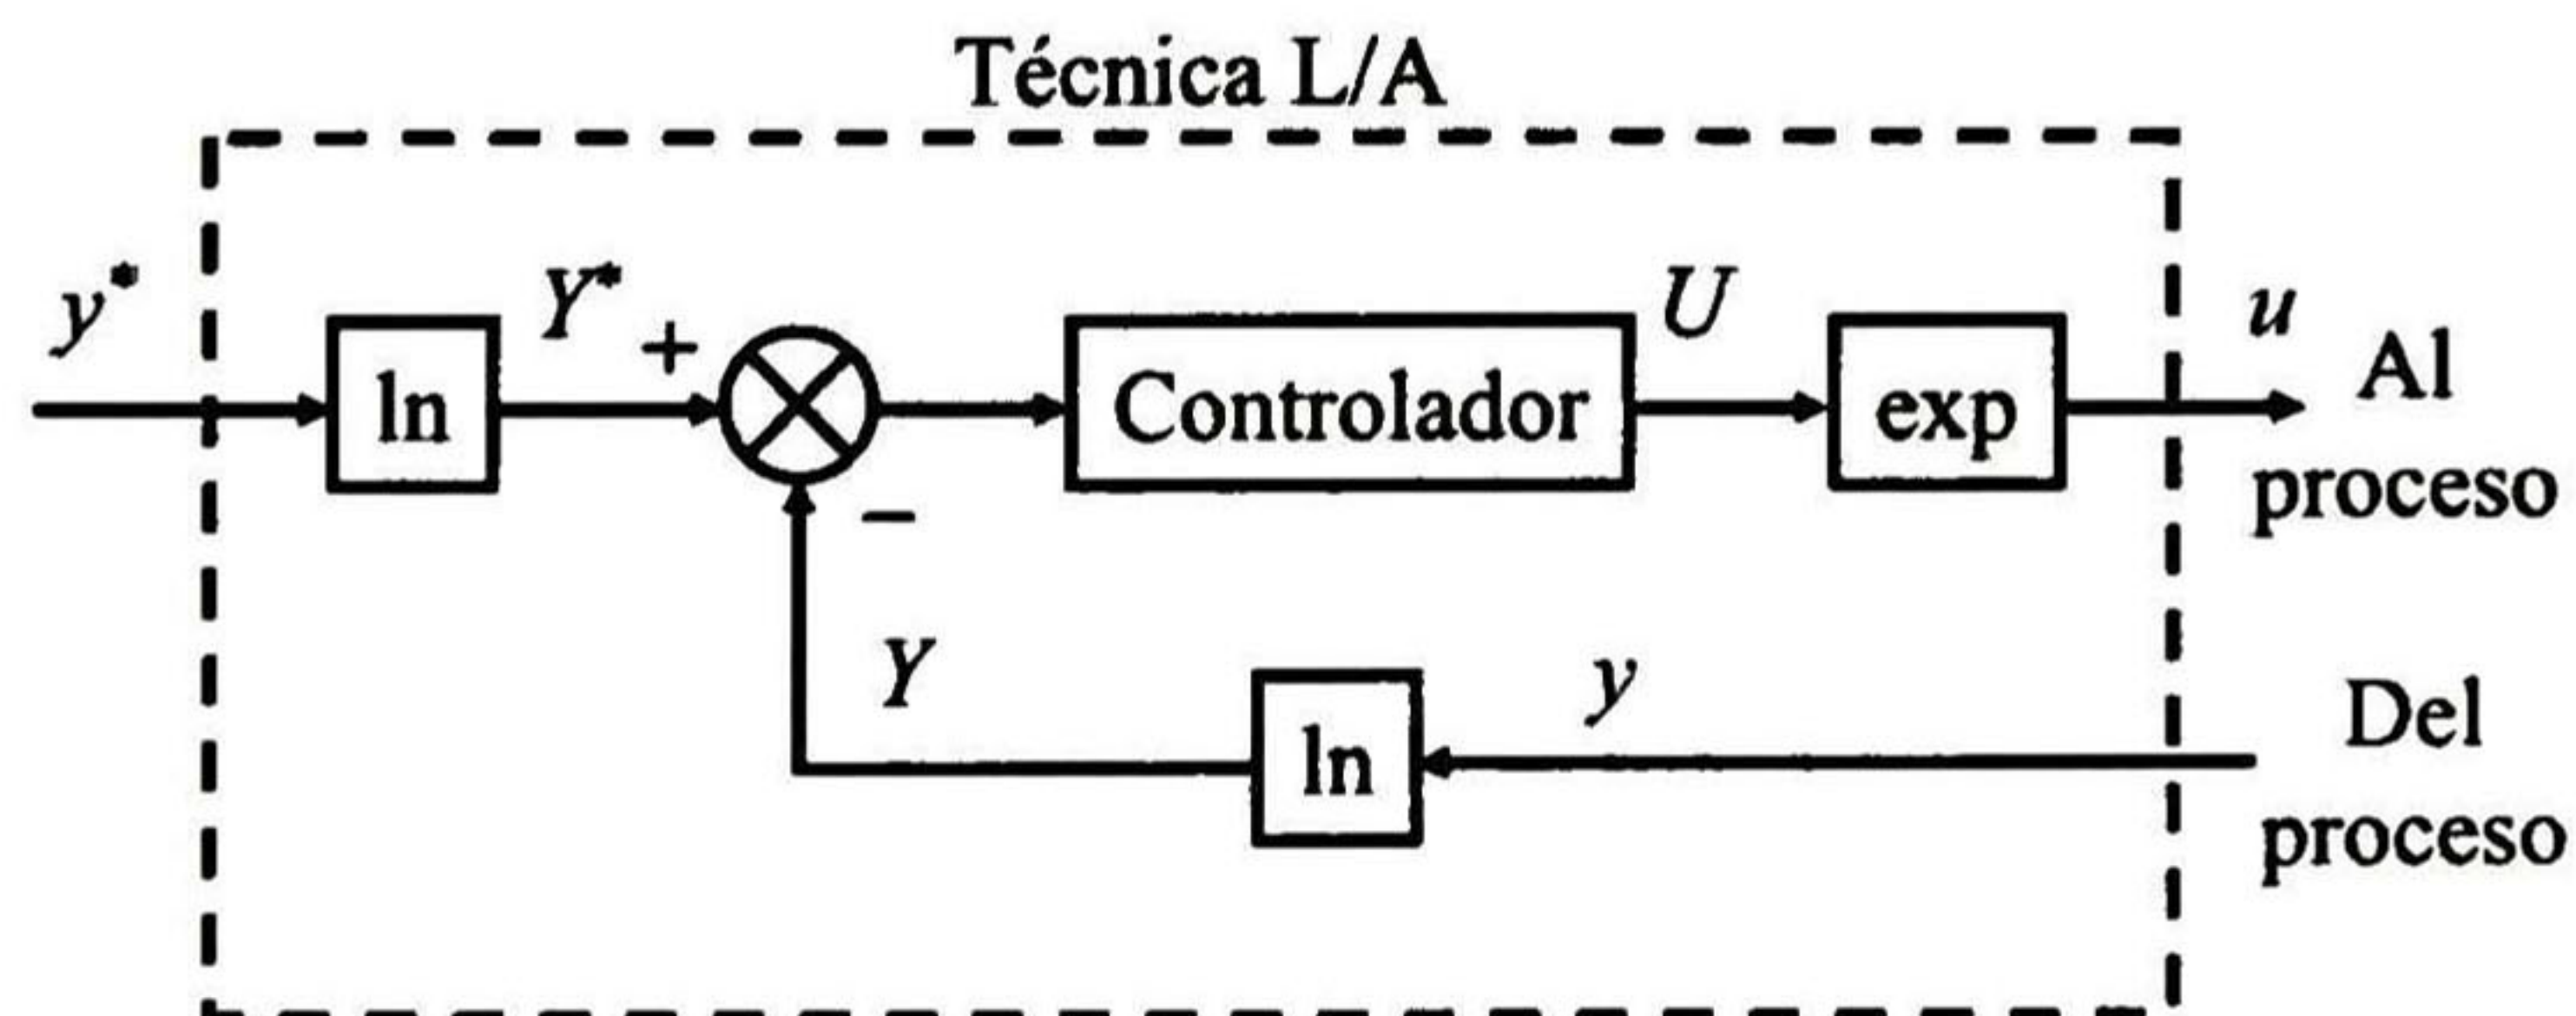 Técnica L/A
y*
ln
Y*
+
−
Controlador
U
exp
u
Al
proceso
Y
ln
y
Del
proceso